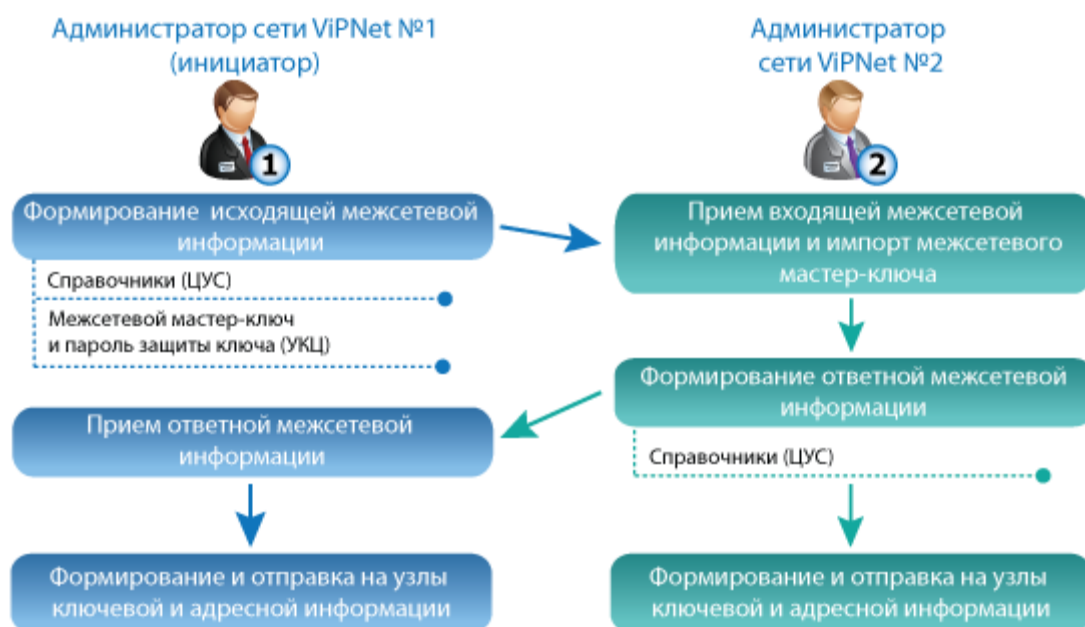 Администратор сети ViPNet №1
(инициатор)
1
Формирование исходящей межсетевой
информации
Справочники (ЦУС)
Межсетевой мастер-ключ
и пароль защиты ключа (УКЦ)
Прием ответной межсетевой
информации
Формирование и отправка на узлы
ключевой и адресной информации
Администратор
сети ViPNet №2
2
Прием входящей межсетевой
информации и импорт межсетевого
мастер-ключа
Формирование ответной межсетевой
информации
Справочники (ЦУС)
Формирование и отправка на узлы
ключевой и адресной информации